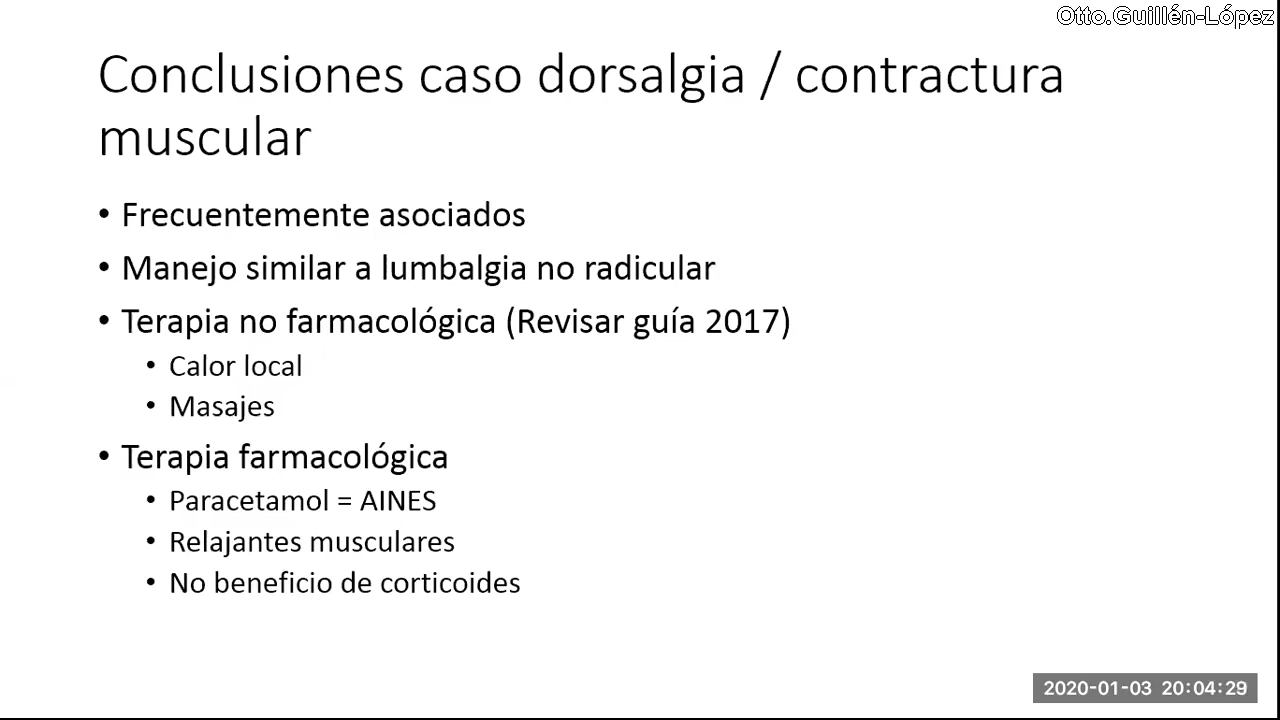 Otto.Guillén-López
Conclusiones caso dorsalgia / contractura
muscular
• Frecuentemente asociados
• Manejo similar a lumbalgia no radicular
• Terapia no farmacológica (Revisar guía 2017)
• Calor local
• Masajes
• Terapia farmacológica
• Paracetamol = AINES
• Relajantes musculares
• No beneficio de corticoides
2020-01-03 20:04:29